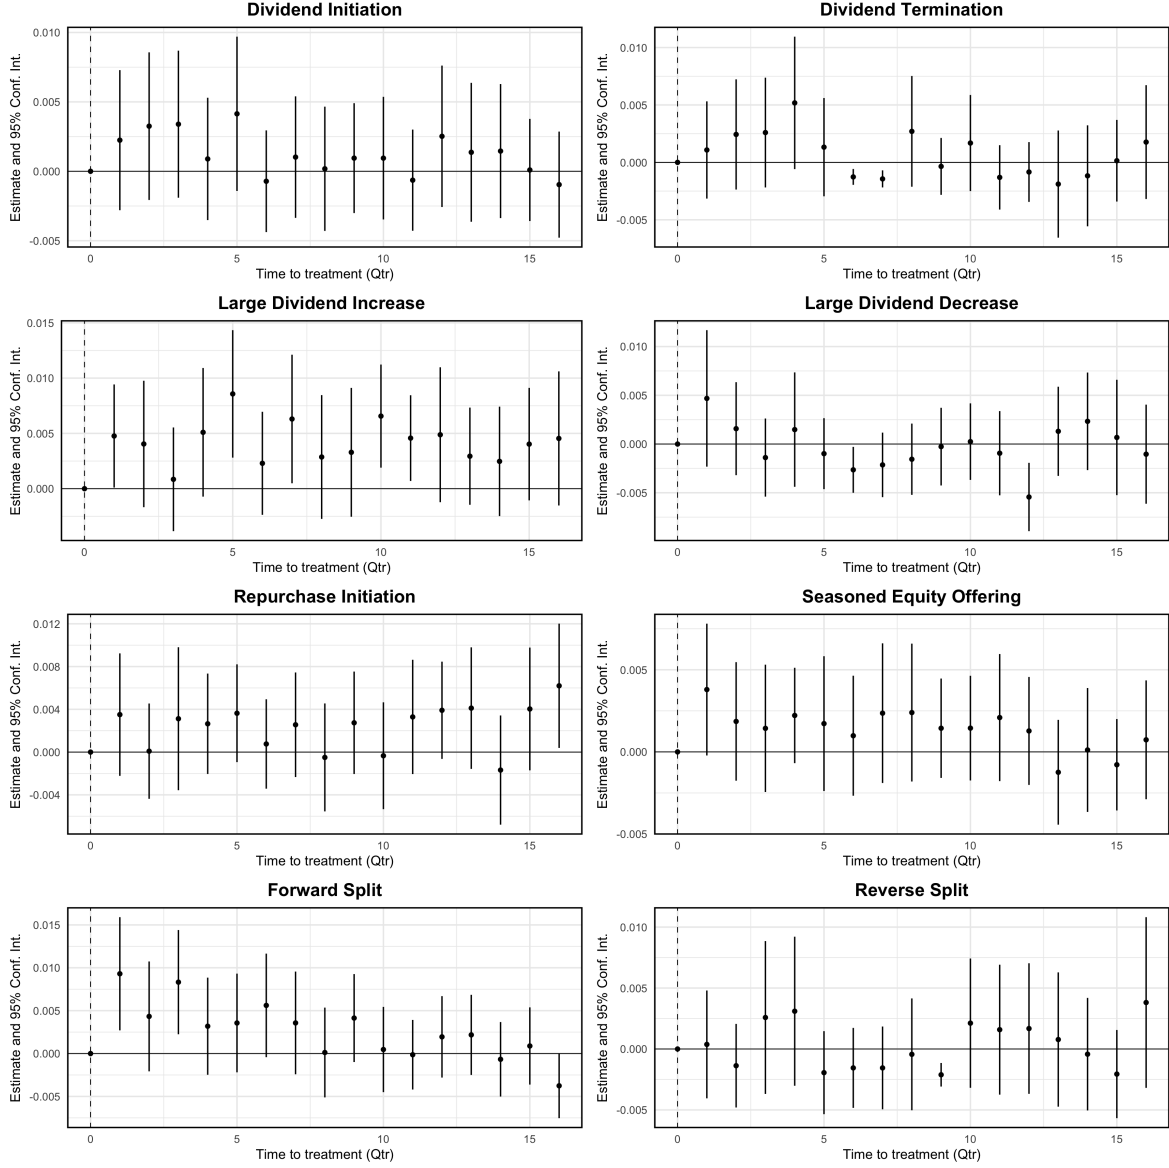 Dividend Initiation
Estimate and 95% Conf. Int.
0.010
0.005
0.000
-0.005
0 5 10 15
Time to treatment (Qtr)
Dividend Termination
Estimate and 95% Conf. Int.
0.010
0.005
0.000
-0.005
0 5 10 15
Time to treatment (Qtr)
Large Dividend Increase
Estimate and 95% Conf. Int.
0.015
0.010
0.005
0.000
0 5 10 15
Time to treatment (Qtr)
Large Dividend Decrease
Estimate and 95% Conf. Int.
0.010
0.005
0.000
-0.005
0 5 10 15
Time to treatment (Qtr)
Repurchase Initiation
Estimate and 95% Conf. Int.
0.012
0.008
0.004
0.000
-0.004
0 5 10 15
Time to treatment (Qtr)
Seasoned Equity Offering
Estimate and 95% Conf. Int.
0.005
0.000
-0.005
0 5 10 15
Time to treatment (Qtr)
Forward Split
Estimate and 95% Conf. Int.
0.015
0.010
0.005
0.000
-0.005
0 5 10 15
Time to treatment (Qtr)
Reverse Split
Estimate and 95% Conf. Int.
0.010
0.005
0.000
-0.005
0 5 10 15
Time to treatment (Qtr)